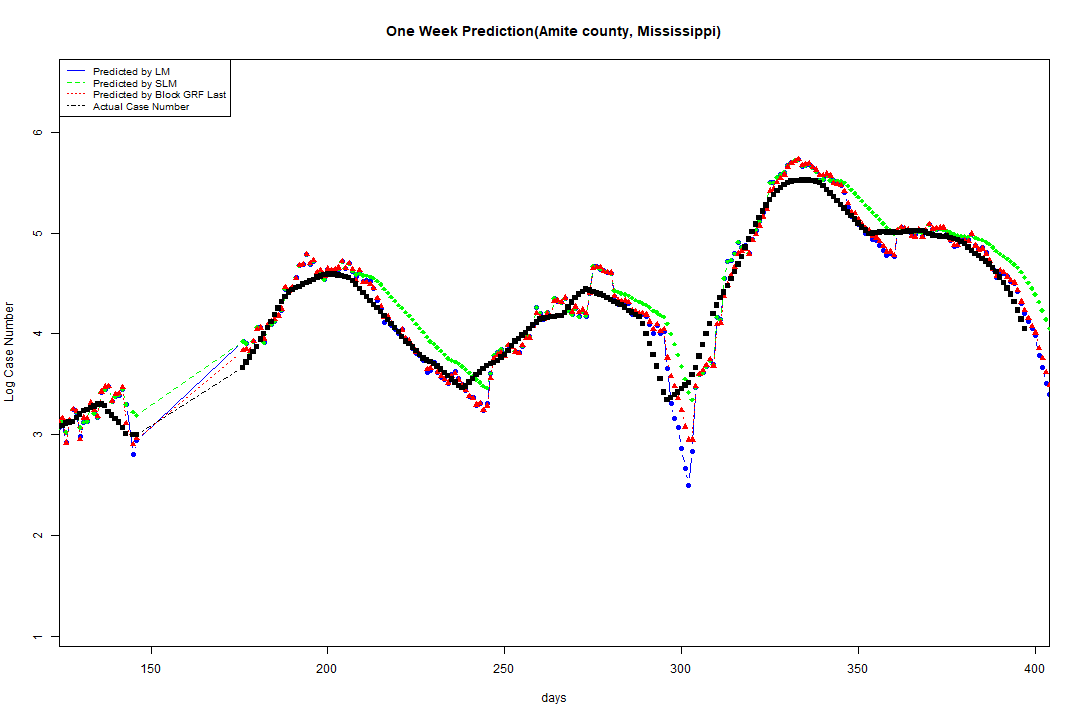 One Week Prediction(Amite county, Mississippi)
Predicted by LM
Predicted by SLM
Predicted by Block GRF Last
Actual Case Number
6
5
4
3
2
1
Log Case Number
150 200 250 300 350 400
days